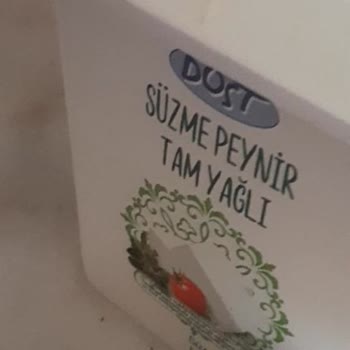 DOST
SÜZME PEYNİR
TAM YAĞLI